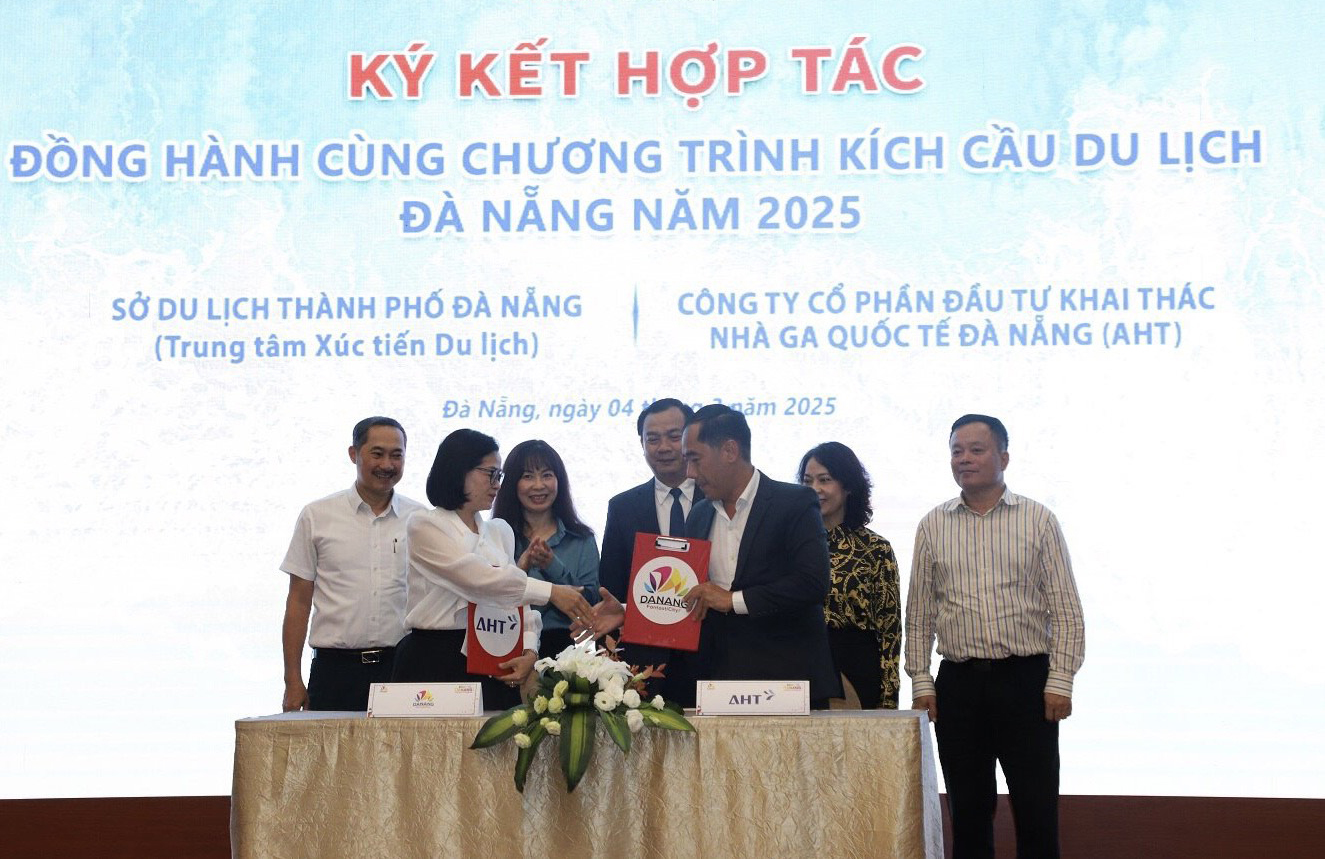 KÝ KẾT HỢP TÁC
ĐỒNG HÀNH CÙNG CHƯƠNG TRÌNH KÍCH CẦU DU LỊCH
ĐÀ NẴNG NĂM 2025
SỞ DU LỊCH THÀNH PHỐ ĐÀ NẴNG
(Trung tâm Xúc tiến Du lịch)
CÔNG TY CỔ PHẦN ĐẦU TƯ KHAI THÁC
NHÀ GA QUỐC TẾ ĐÀ NẴNG (AHT)
Đà Nẵng, ngày 04 năm 2025
DANANG
FantastiCity!
AHT
DANANG
AHT